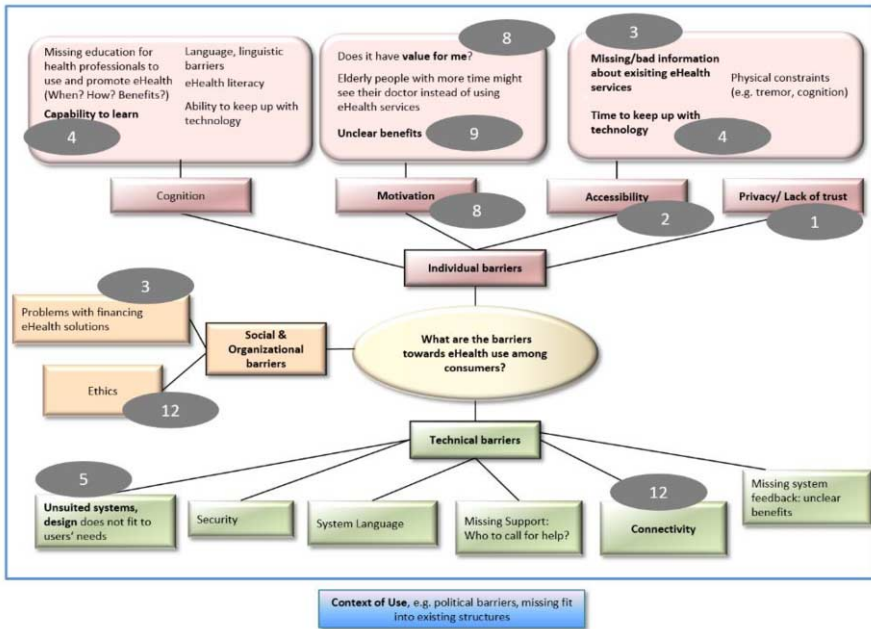 Missing education for
health professionals to
use and promote eHealth
(When? How? Benefits?)
Capability to learn
4
Language, linguistic
barriers
eHealth literacy
Ability to keep up with
technology
8
Does it have value for me?
Elderly people with more time might
see their doctor instead of using
eHealth services
Unclear benefits
9
3
Missing/bad information
about exisiting eHealth
services
Time to keep up with
technology
4
Physical constraints
(e.g. tremor, cognition)
Cognition
Motivation
8
Accessibility
2
Privacy/ Lack of trust
1
Individual barriers
3
Problems with financing
eHealth solutions
Social &
Organizational
barriers
Ethics
12
What are the barriers
towards eHealth use among
consumers?
Technical barriers
5
Unsuited systems,
design does not fit to
users' needs
Security
System Language
Missing Support:
Who to call for help?
12
Connectivity
Missing system
feedback: unclear
benefits
Context of Use, e.g. political barriers, missing fit
into existing structures